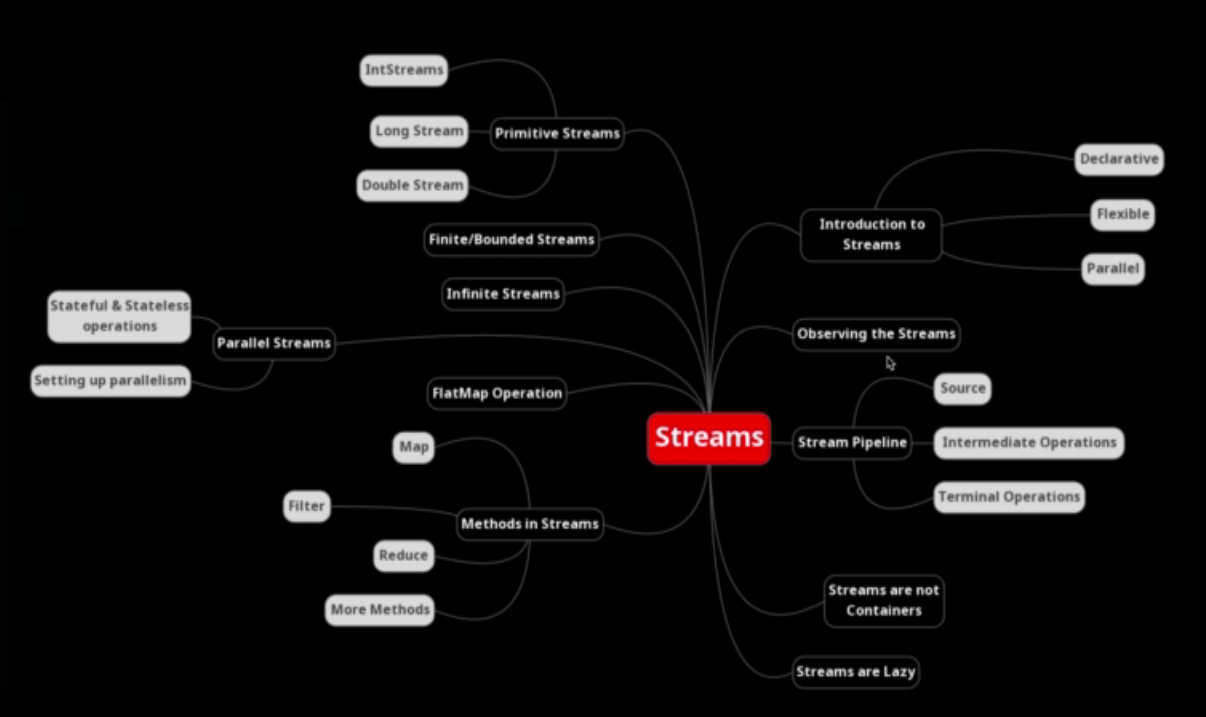 IntStreams
Long Stream
Double Stream
Primitive Streams
Finite/Bounded Streams
Infinite Streams
Stateful & Stateless
operations
Setting up parallelism
Parallel Streams
FlatMap Operation
Map
Filter
Reduce
More Methods
Methods in Streams
Streams
Introduction to
Streams
Declarative
Flexible
Parallel
Observing the Streams
Stream Pipeline
Source
Intermediate Operations
Terminal Operations
Streams are not
Containers
Streams are Lazy